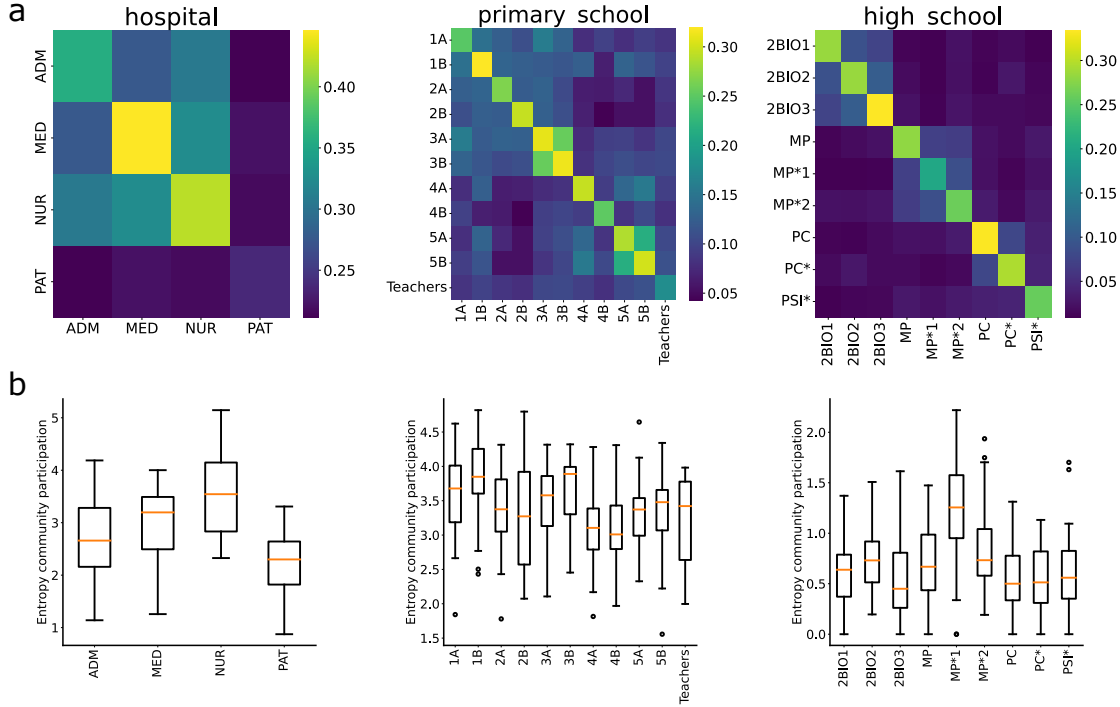 a
hospital
primary school
high school
ADM
MED
NUR
PAT
ADM MED NUR PAT
0.40
0.35
0.30
0.25
1A
1B
2A
2B
3A
3B
4A
4B
5A
5B
Teachers
1A 1B 2A 2B 3A 3B 4A 4B 5A 5B Teachers
0.30
0.25
0.20
0.15
0.10
0.05
2BIO1
2BIO2
2BIO3
MP
MP*1
MP*2
PC
PC*
PSI*
2BIO1 2BIO2 2BIO3 MP MP*1 MP*2 PC PC* PSI*
0.30
0.25
0.20
0.15
0.10
0.05
b
Entropy community participation
5
4
3
2
1
ADM MED NUR PAT
Entropy community participation
4.5
4.0
3.5
3.0
2.5
2.0
1.5
1A 1B 2A 2B 3A 3B 4A 4B 5A 5B Teachers
Entropy community participation
2.0
1.5
1.0
0.5
0.0
2BIO1 2BIO2 2BIO3 MP MP*1 MP*2 PC PC* PSI*